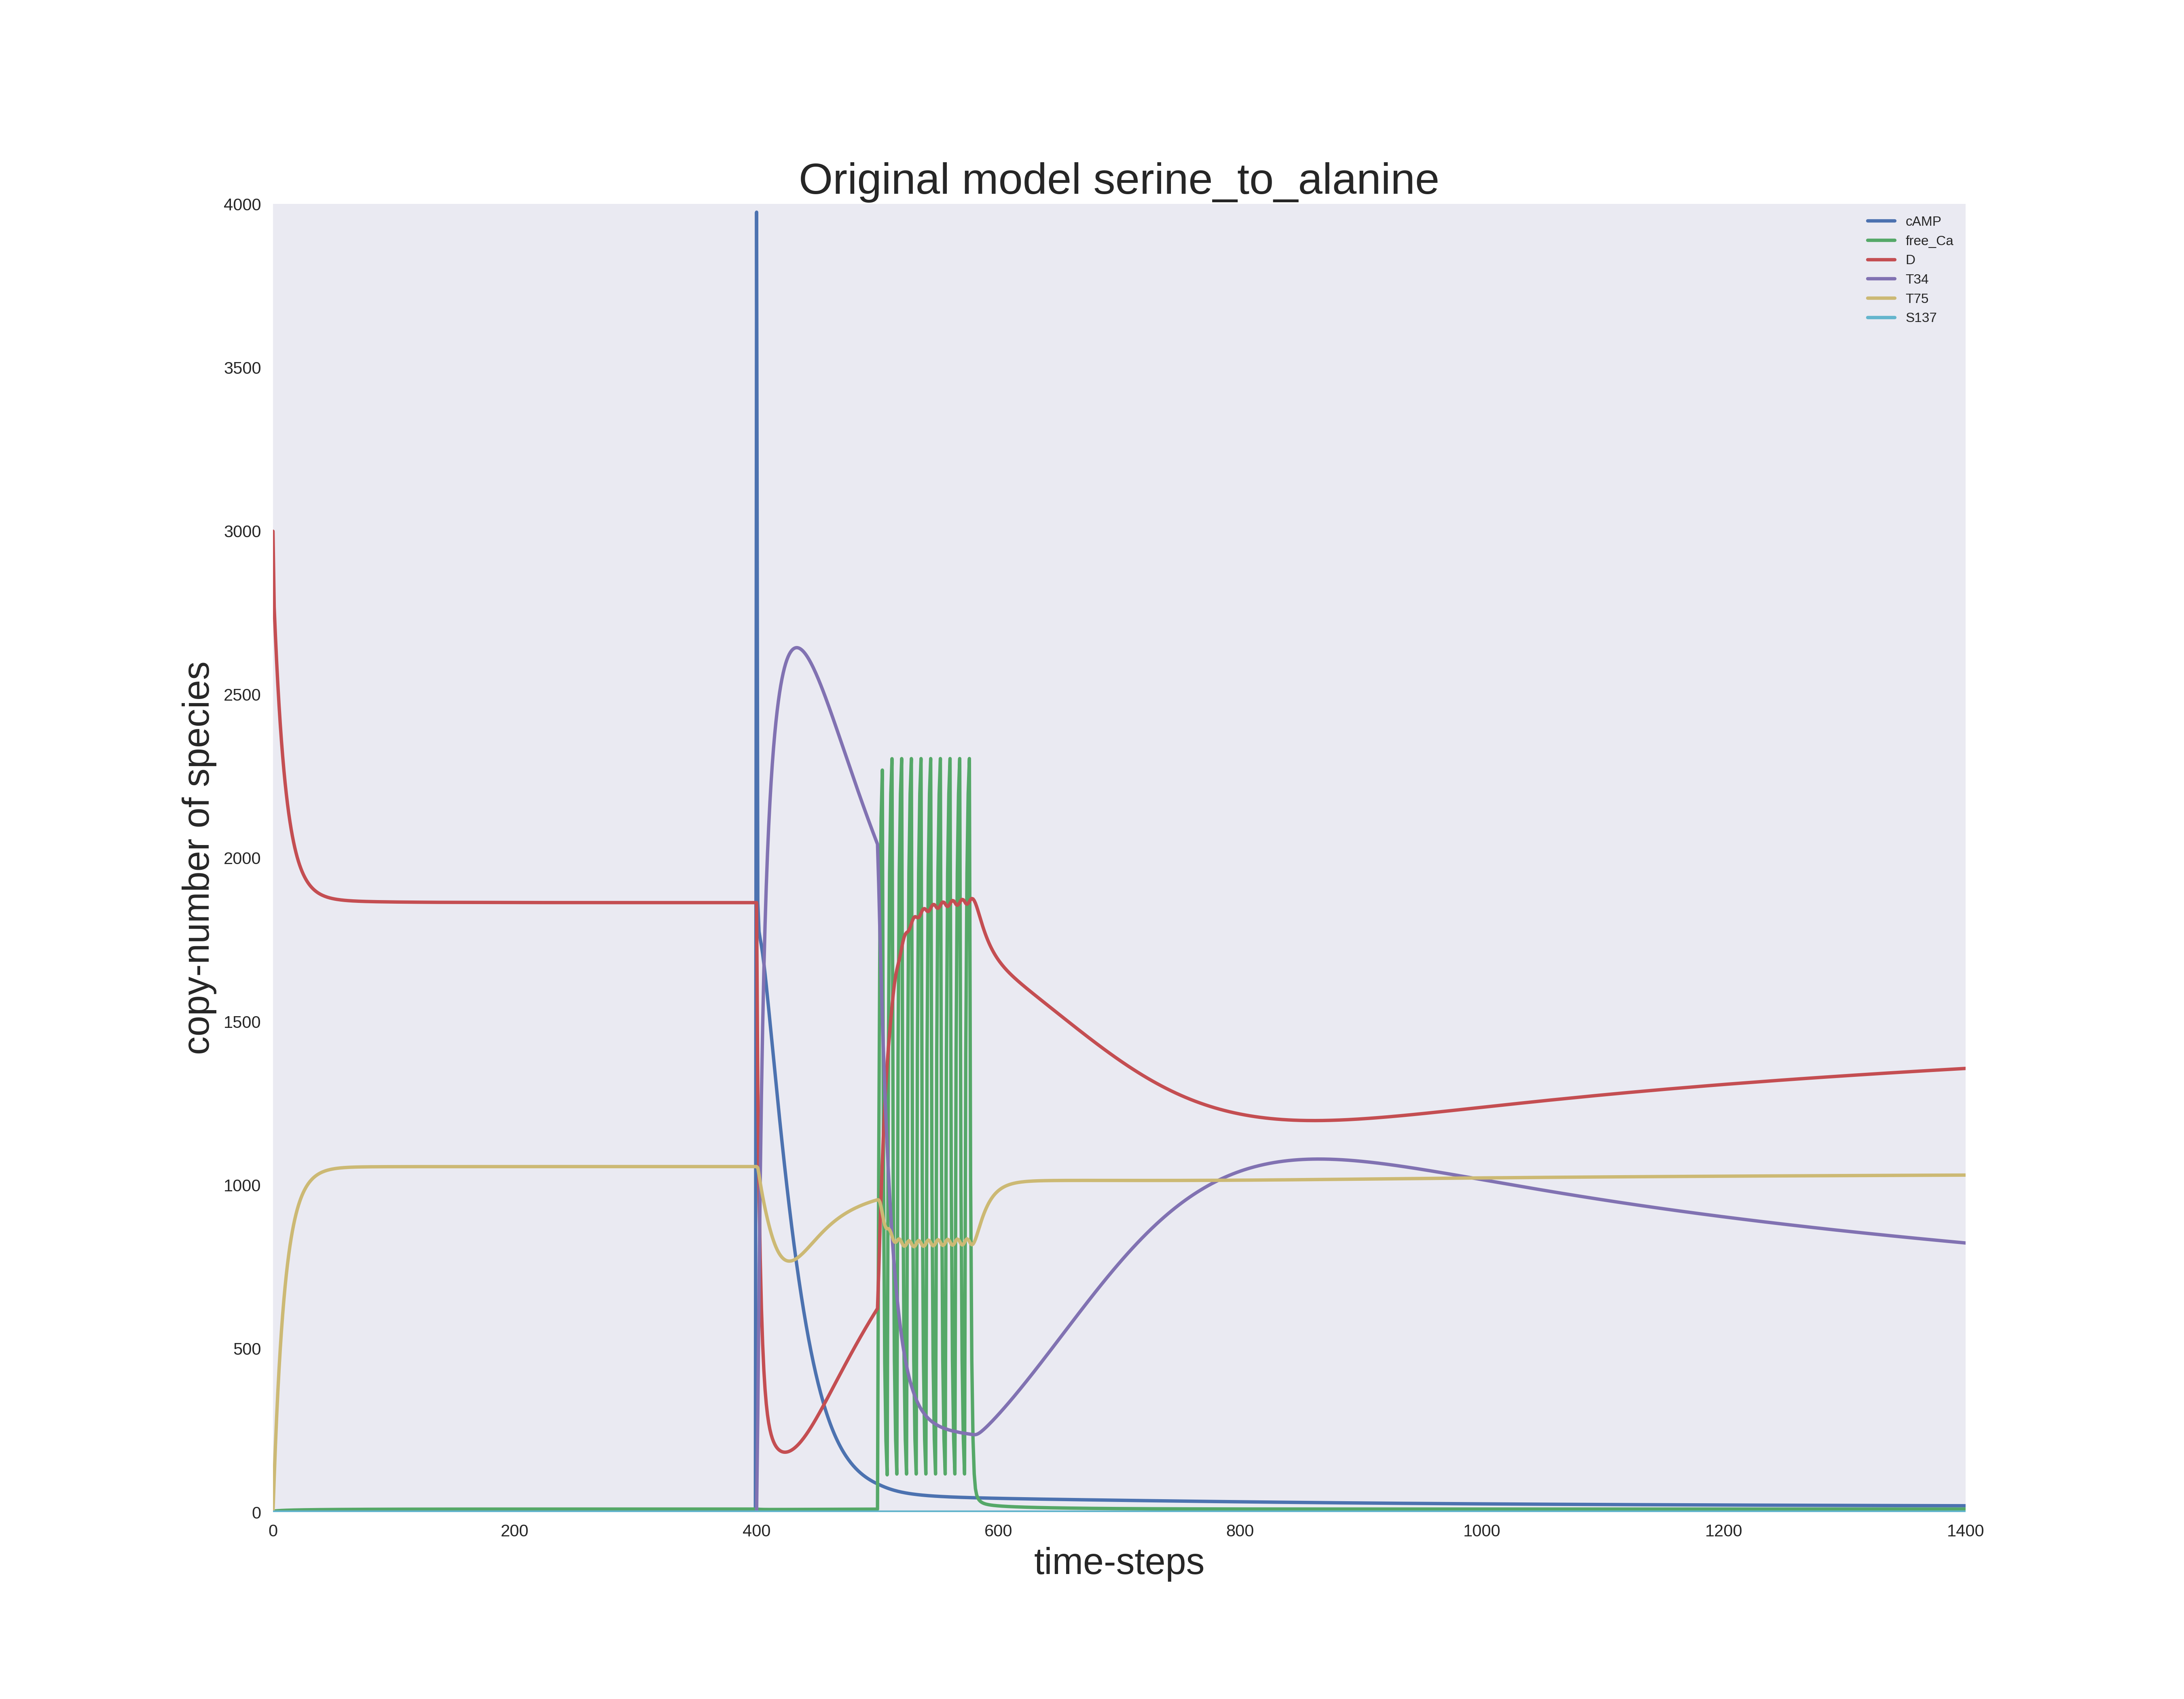 Original model serine_to_alanine
4000
3500
3000
2500
2000
1500
1000
500
0
copy-number of species
cAMP
free_Ca
D
T34
T75
S137
0 200 400 600 800 1000 1200 1400
time-steps